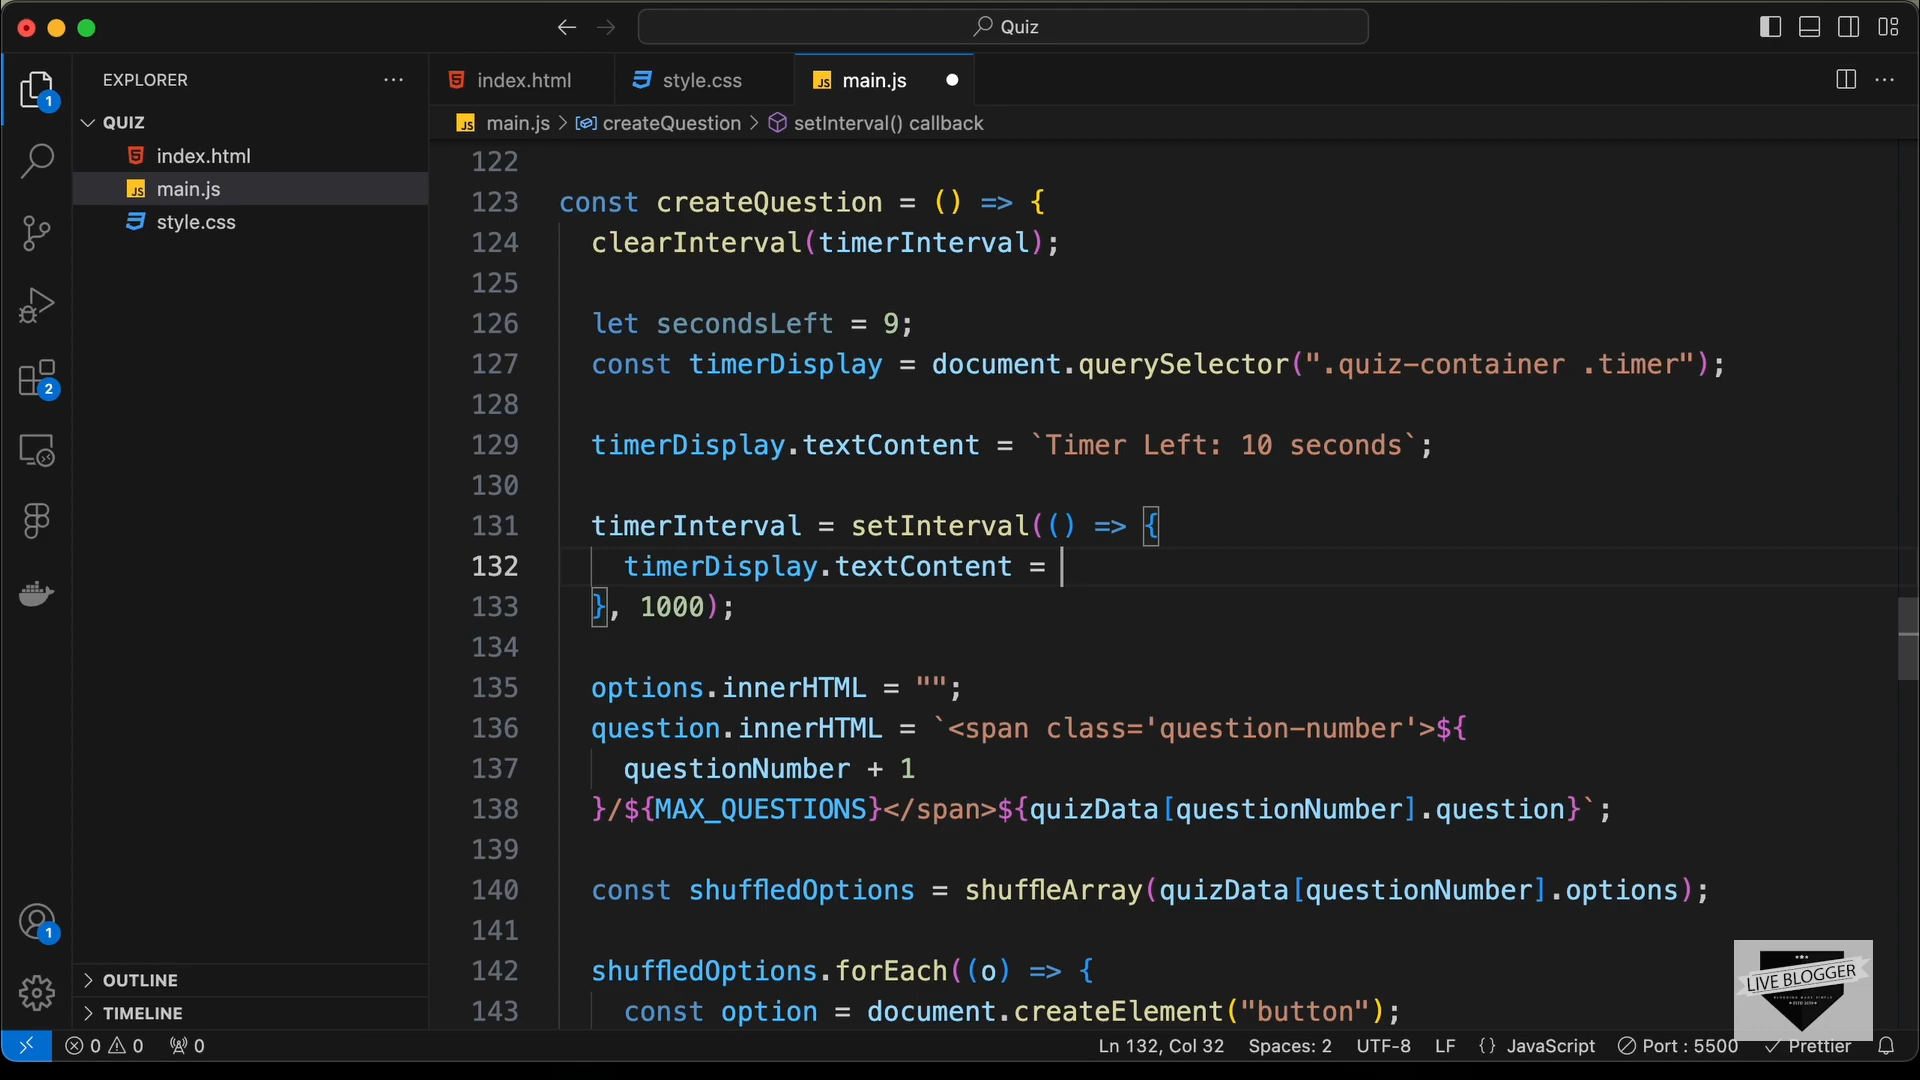 Quiz
EXPLORER
QUIZ
index.html
main.js
style.css
OUTLINE
TIMELINE
1
2
1
index.html
style.css
JS main.js
JS main.js > createQuestion > setInterval() callback
122
123 const createQuestion = () => {
124 clearInterval(timerInterval);
125
126 let secondsLeft = 9;
127 const timerDisplay = document.querySelector(".quiz-container .timer");
128
129 timerDisplay.textContent = `Timer Left: 10 seconds`;
130
131 timerInterval = setInterval(() => {
132 timerDisplay.textContent =
133 }, 1000);
134
135 options.innerHTML = "";
136 question.innerHTML = `<span class='question-number'>${
137 questionNumber + 1
138 }/${MAX_QUESTIONS}</span>${quizData[questionNumber].question}`;
139
140 const shuffledOptions = shuffleArray(quizData[questionNumber].options);
141
142 shuffledOptions.forEach((o) => {
143 const option = document.createElement("button");
LIVE BLOGGER
0 0 0
Ln 132, Col 32 Spaces: 2 UTF-8 LF {} JavaScript Port : 5500 Prettier